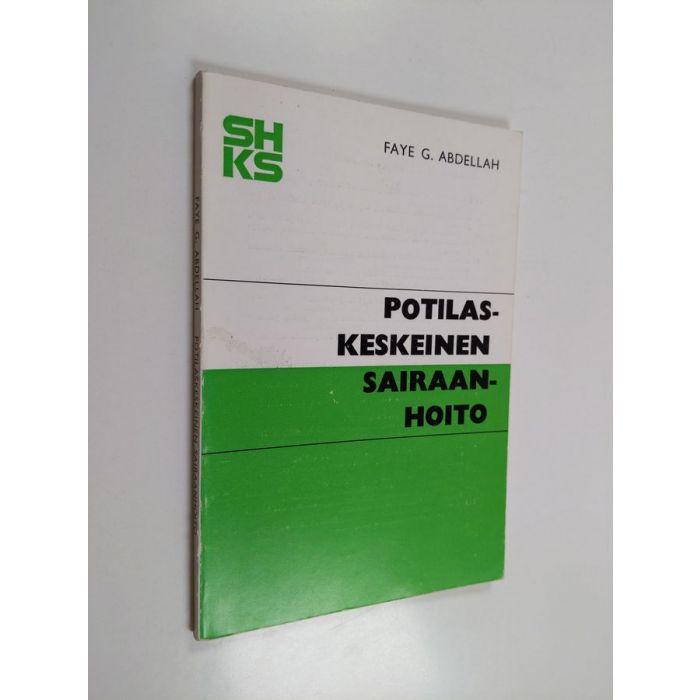 SH
KS
FAYE G. ABDELLAH
POTILAS-
KESKEINEN
SAIRAAN-
HOITO
FAYE G. ABDELLAH POTILASKESKEINEN SAIRAANHOITO